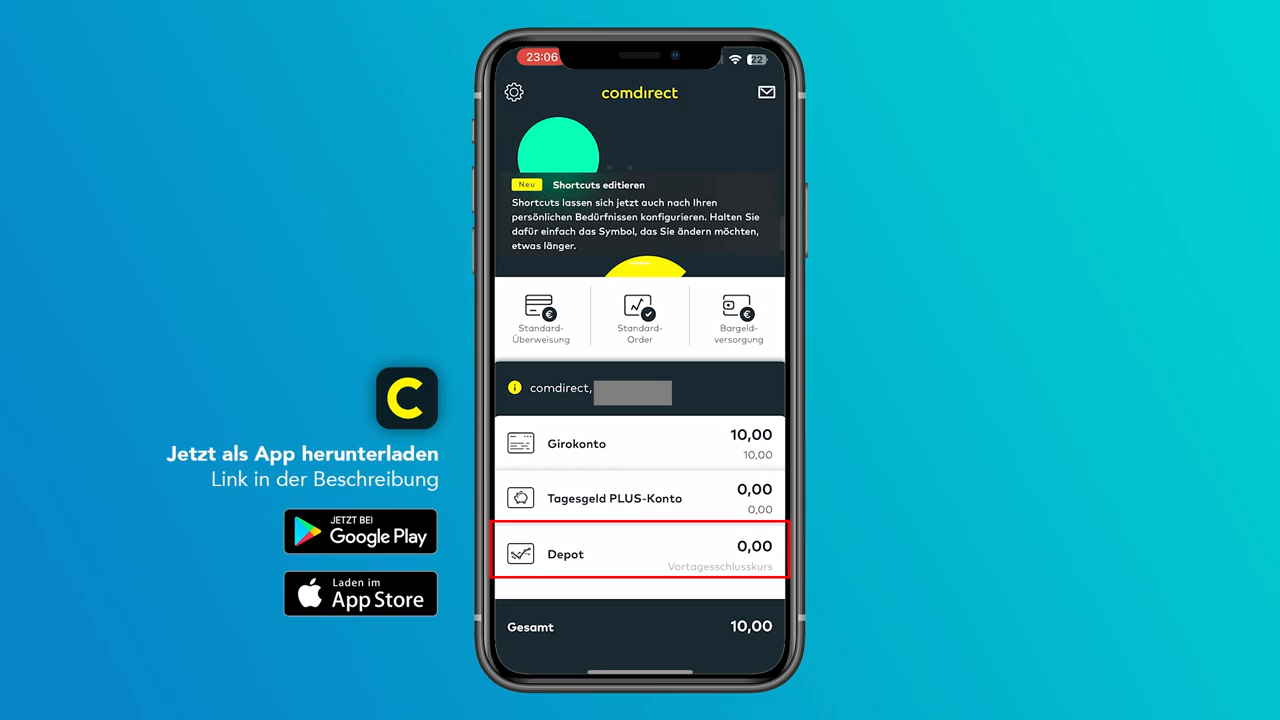 23:06
22
comdirect
Neu Shortcuts editieren
Shortcuts lassen sich jetzt auch nach Ihren
persönlichen Bedürfnissen konfigurieren. Halten Sie
dafür einfach das Symbol, das Sie ändern möchten,
etwas länger.
Standard-
Überweisung
Standard-
Order
Bargeld-
versorgung
comdirect,
Girokonto 10,00
10,00
Tagesgeld PLUS-Konto 0,00
0,00
Depot 0,00
Vortagesschlusskurs
Gesamt 10,00
Jetzt als App herunterladen
Link in der Beschreibung
JETZT BEI
Google Play
Laden im
App Store